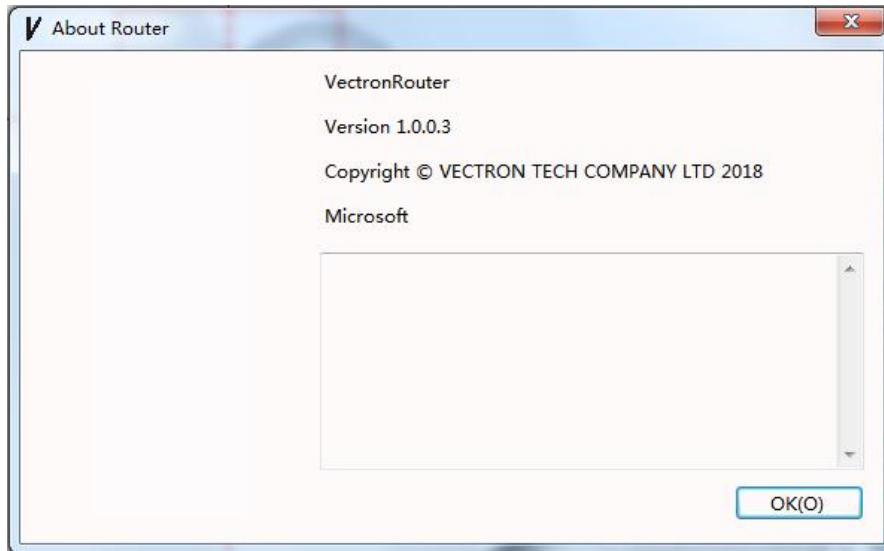 About Router
VectronRouter
Version 1.0.0.3
Copyright © VECTRON TECH COMPANY LTD 2018
Microsoft
OK(O)